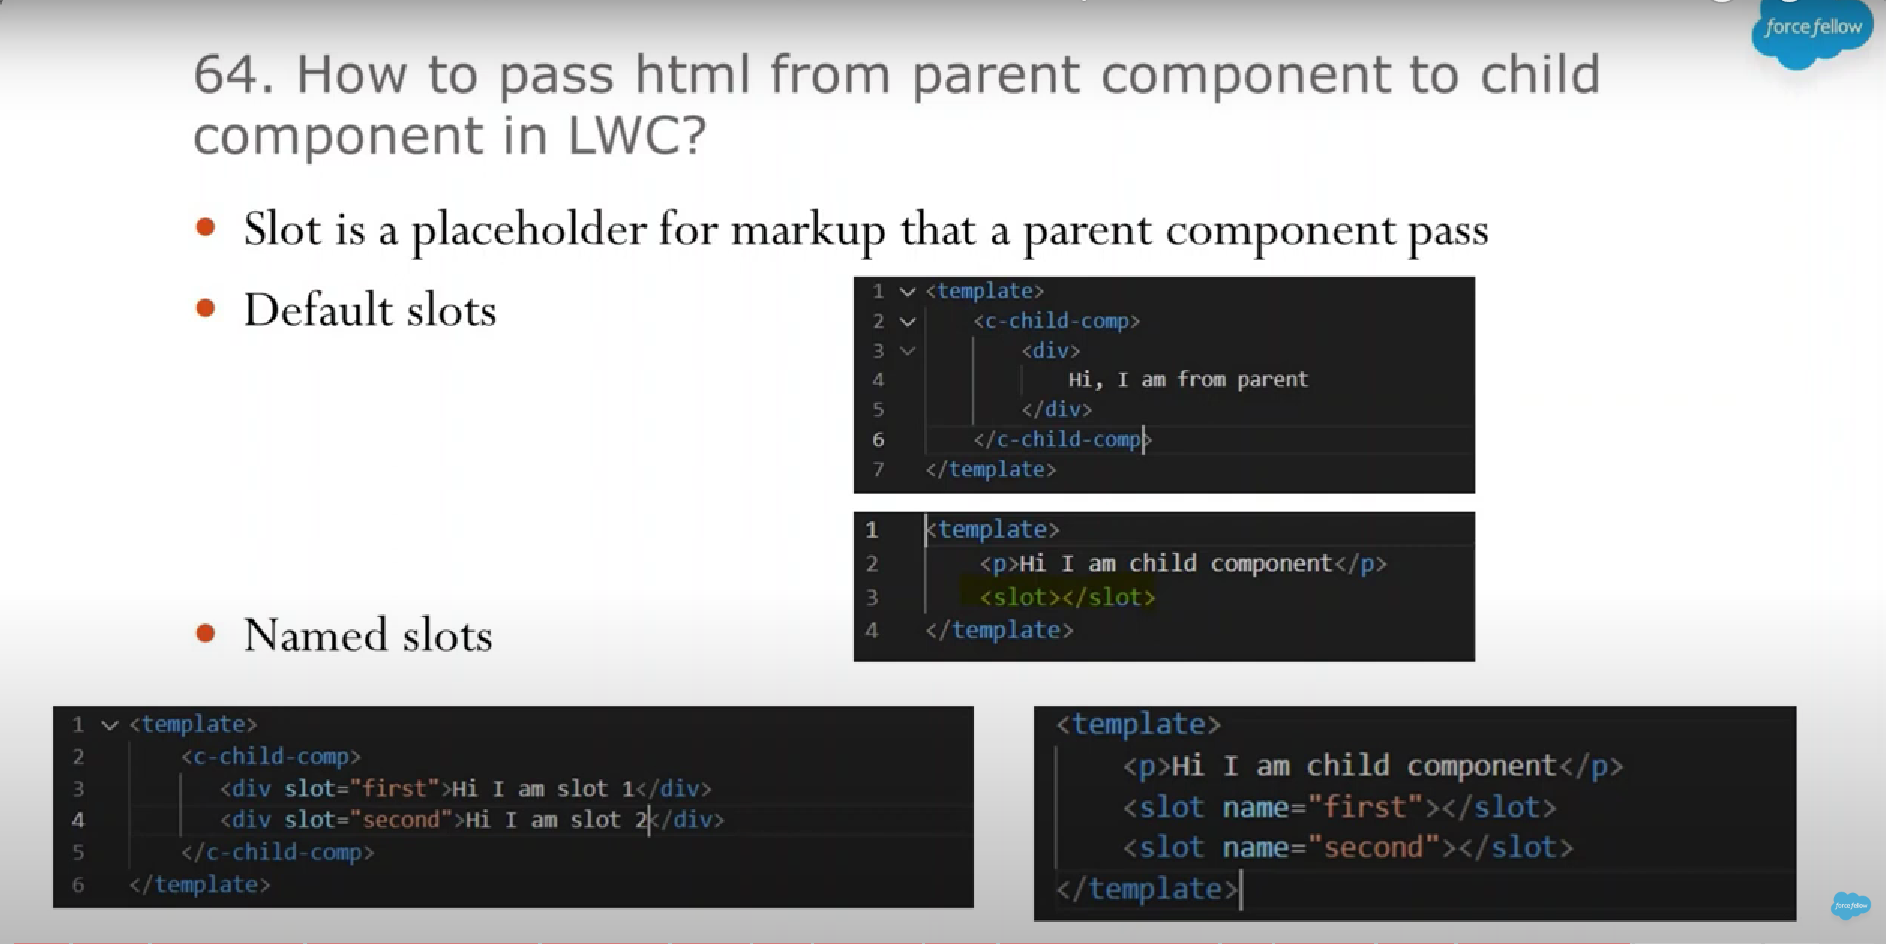 force fellow
64. How to pass html from parent component to child
component in LWC?
Slot is a placeholder for markup that a parent component pass
Default slots
1 <template>
2 <c-child-comp>
3 <div>
4 Hi, I am from parent
5 </div>
6 </c-child-comp>
7 </template>
1 <template>
2 <p>Hi I am child component</p>
3 <slot></slot>
4 </template>
Named slots
1 <template>
2 <c-child-comp>
3 <div slot="first">Hi I am slot 1</div>
4 <div slot="second">Hi I am slot 2</div>
5 </c-child-comp>
6 </template>
<template>
<p>Hi I am child component</p>
<slot name="first"></slot>
<slot name="second"></slot>
</template>
force fellow